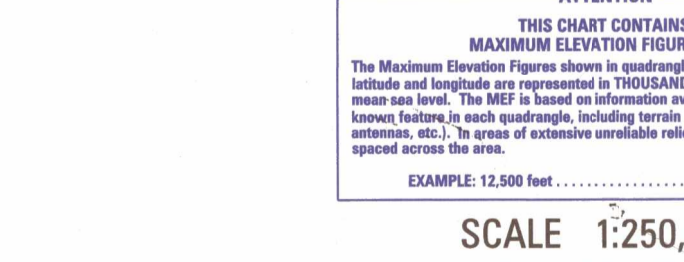 THIS CHART CONTAINS
MAXIMUM ELEVATION FIGUR
The Maximum Elevation Figures shown in quadrangl
latitude and longitude are represented in THOUSAND
mean sea level. The MEF is based on information av
known feature in each quadrangle, including terrain
antennas, etc.). In areas of extensive unreliable relie
spaced across the area.
EXAMPLE: 12,500 feet . . . . . . . . . . . . . . . . .
SCALE 1:250,